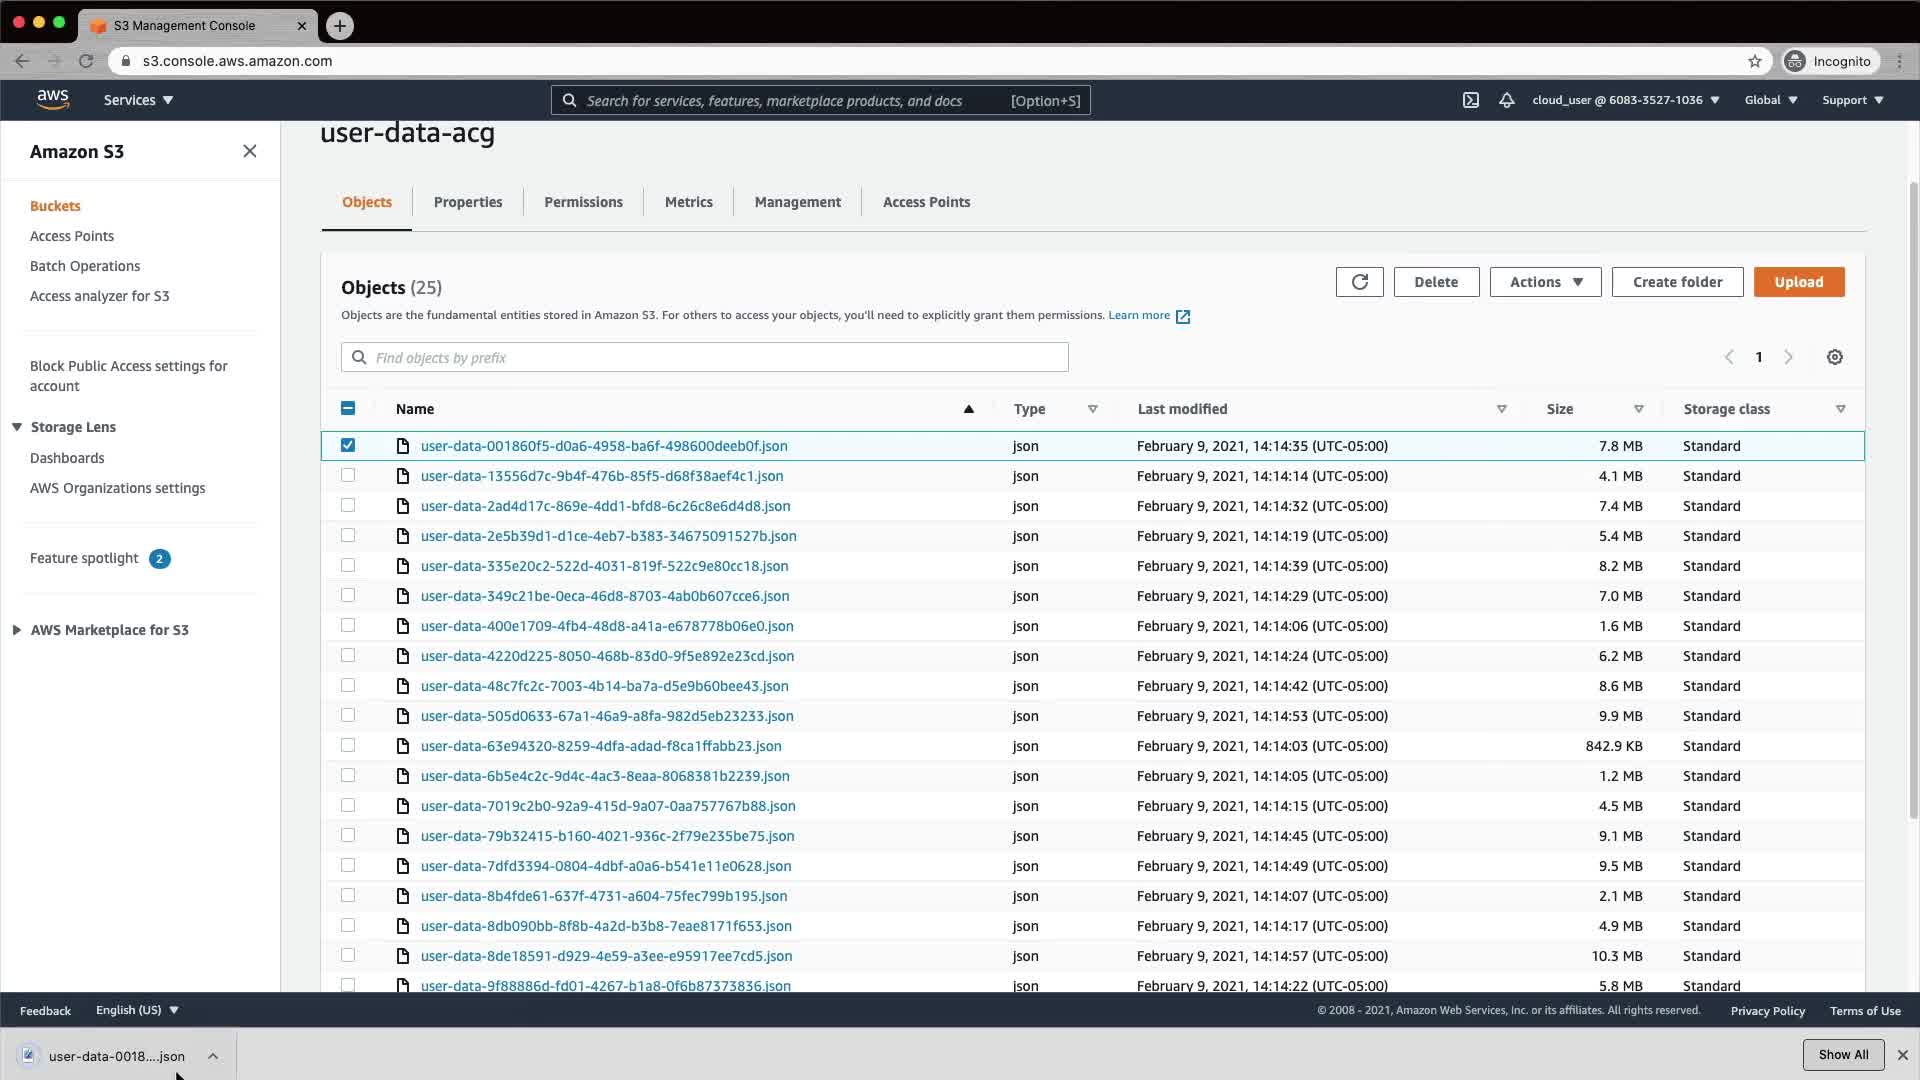 S3 Management Console
s3.console.aws.amazon.com
Incognito
aws
Services
Search for services, features, marketplace products, and docs [Option+S]
cloud_user @ 6083-3527-1036
Global
Support
Amazon S3
Buckets
Access Points
Batch Operations
Access analyzer for S3
Block Public Access settings for
account
Storage Lens
Dashboards
AWS Organizations settings
Feature spotlight 2
AWS Marketplace for S3
user-data-acg
Objects Properties Permissions Metrics Management Access Points
Objects (25)
Delete Actions Create folder Upload
Objects are the fundamental entities stored in Amazon S3. For others to access your objects, you'll need to explicitly grant them permissions. Learn more
Find objects by prefix
1
Name Type Last modified Size Storage class
user-data-001860f5-d0a6-4958-ba6f-498600deeb0f.json json February 9, 2021, 14:14:35 (UTC-05:00) 7.8 MB Standard
user-data-13556d7c-9b4f-476b-85f5-d68f38aef4c1.json json February 9, 2021, 14:14:14 (UTC-05:00) 4.1 MB Standard
user-data-2ad4d17c-869e-4dd1-bfd8-6c26c8e6d4d8.json json February 9, 2021, 14:14:32 (UTC-05:00) 7.4 MB Standard
user-data-2e5b39d1-d1ce-4eb7-b383-34675091527b.json json February 9, 2021, 14:14:19 (UTC-05:00) 5.4 MB Standard
user-data-335e20c2-522d-4031-819f-522c9e80cc18.json json February 9, 2021, 14:14:39 (UTC-05:00) 8.2 MB Standard
user-data-349c21be-0eca-46d8-8703-4ab0b607cce6.json json February 9, 2021, 14:14:29 (UTC-05:00) 7.0 MB Standard
user-data-400e1709-4fb4-48d8-a41a-e678778b06e0.json json February 9, 2021, 14:14:06 (UTC-05:00) 1.6 MB Standard
user-data-4220d225-8050-468b-83d0-9f5e892e23cd.json json February 9, 2021, 14:14:24 (UTC-05:00) 6.2 MB Standard
user-data-48c7fc2c-7003-4b14-ba7a-d5e9b60bee43.json json February 9, 2021, 14:14:42 (UTC-05:00) 8.6 MB Standard
user-data-505d0633-67a1-46a9-a8fa-982d5eb23233.json json February 9, 2021, 14:14:53 (UTC-05:00) 9.9 MB Standard
user-data-63e94320-8259-4dfa-adad-f8ca1ffabb23.json json February 9, 2021, 14:14:03 (UTC-05:00) 842.9 KB Standard
user-data-6b5e4c2c-9d4c-4ac3-8eaa-8068381b2239.json json February 9, 2021, 14:14:05 (UTC-05:00) 1.2 MB Standard
user-data-7019c2b0-92a9-415d-9a07-0aa757767b88.json json February 9, 2021, 14:14:15 (UTC-05:00) 4.5 MB Standard
user-data-79b32415-b160-4021-936c-2f79e235be75.json json February 9, 2021, 14:14:45 (UTC-05:00) 9.1 MB Standard
user-data-7dfd3394-0804-4dbf-a0a6-b541e11e0628.json json February 9, 2021, 14:14:49 (UTC-05:00) 9.5 MB Standard
user-data-8b4fde61-637f-4731-a604-75fec799b195.json json February 9, 2021, 14:14:07 (UTC-05:00) 2.1 MB Standard
user-data-8db090bb-8f8b-4a2d-b3b8-7eae8171f653.json json February 9, 2021, 14:14:17 (UTC-05:00) 4.9 MB Standard
user-data-8de18591-d929-4e59-a3ee-e95917ee7cd5.json json February 9, 2021, 14:14:57 (UTC-05:00) 10.3 MB Standard
user-data-9f88886d-fd01-4267-b1a8-0f6b87373836.json json February 9, 2021, 14:14:22 (UTC-05:00) 5.8 MB Standard
Feedback English (US) © 2008 - 2021, Amazon Web Services, Inc. or its affiliates. All rights reserved. Privacy Policy Terms of Use
user-data-0018....json
Show All